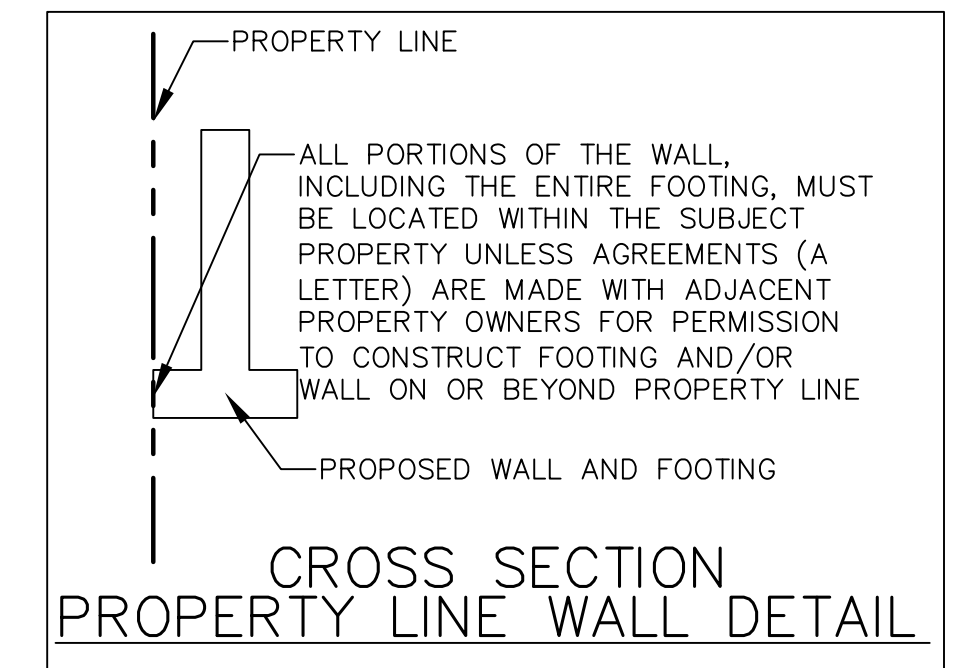 PROPERTY LINE
ALL PORTIONS OF THE WALL,
INCLUDING THE ENTIRE FOOTING, MUST
BE LOCATED WITHIN THE SUBJECT
PROPERTY UNLESS AGREEMENTS (A
LETTER) ARE MADE WITH ADJACENT
PROPERTY OWNERS FOR PERMISSION
TO CONSTRUCT FOOTING AND/OR
WALL ON OR BEYOND PROPERTY LINE
PROPOSED WALL AND FOOTING
CROSS SECTION
PROPERTY LINE WALL DETAIL